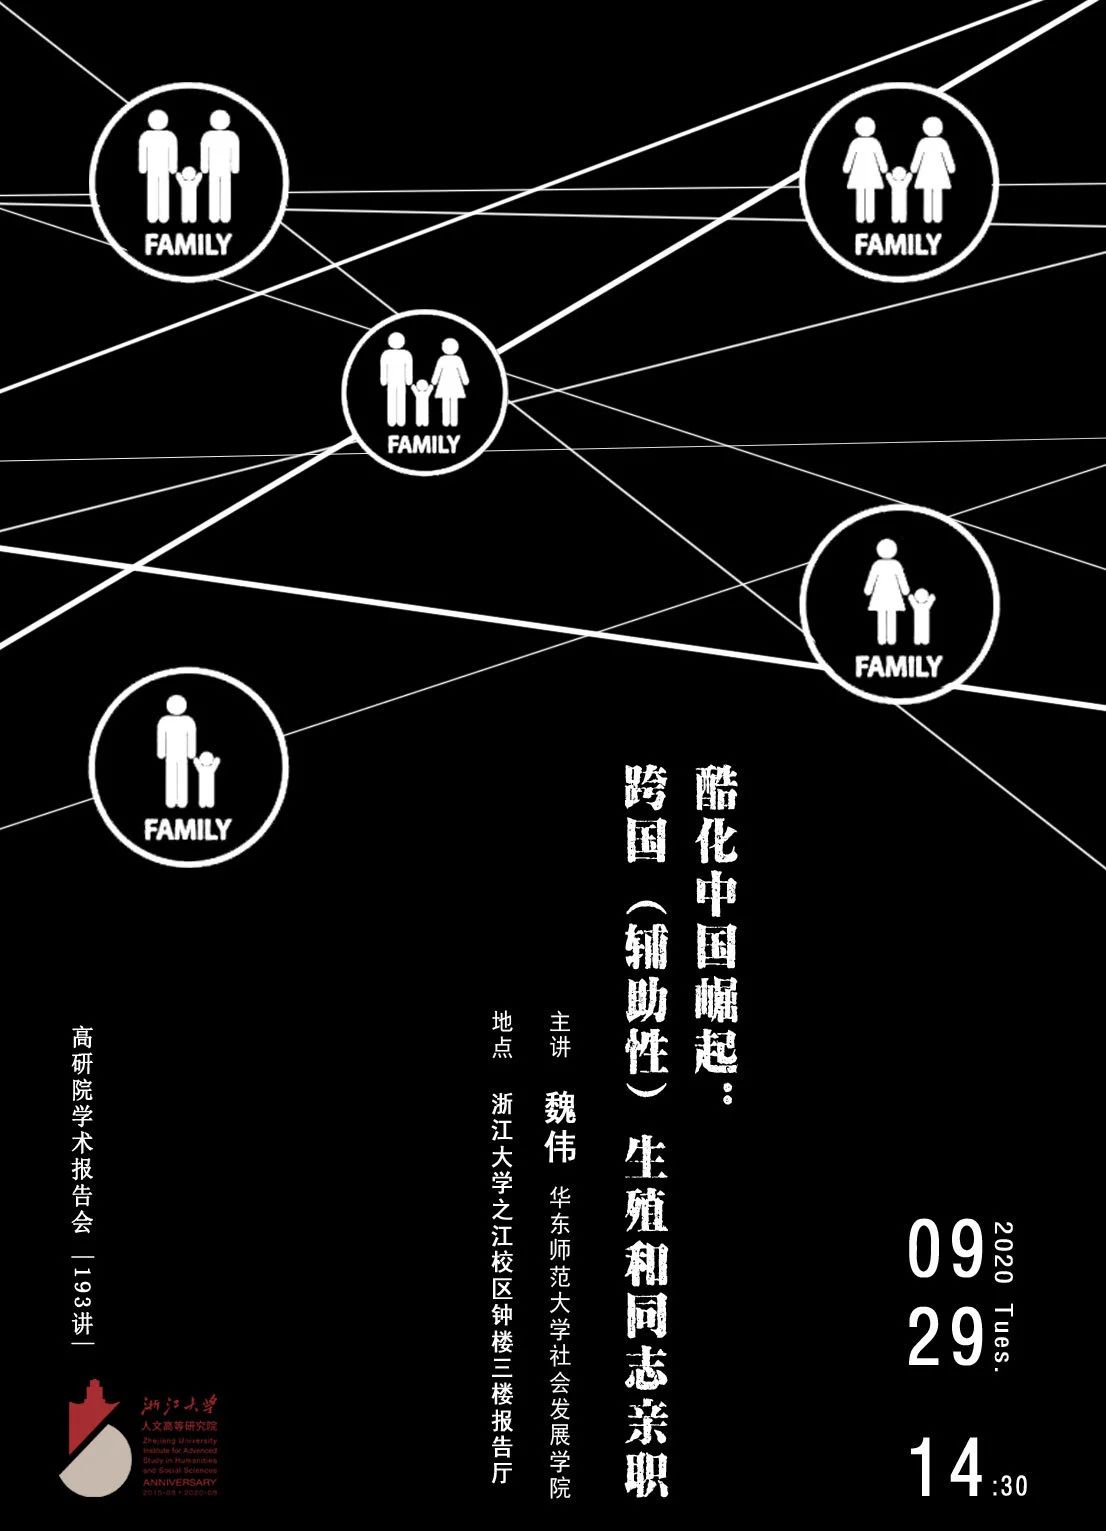 FAMILY
FAMILY
FAMILY
FAMILY
FAMILY
酷化中国崛起：
跨国（辅助性）生殖和同志亲职
主讲 魏伟 华东师范大学社会发展学院
地点 浙江大学之江校区钟楼三楼报告厅
高研院学术报告会 |193讲|
09
29
2020 Tues.
14:30
浙江大学
人文高等研究院
Zhejiang University
Institute for Advanced
Study in Humanities
and Social Sciences
ANNIVERSARY
2015-09 • 2020-09